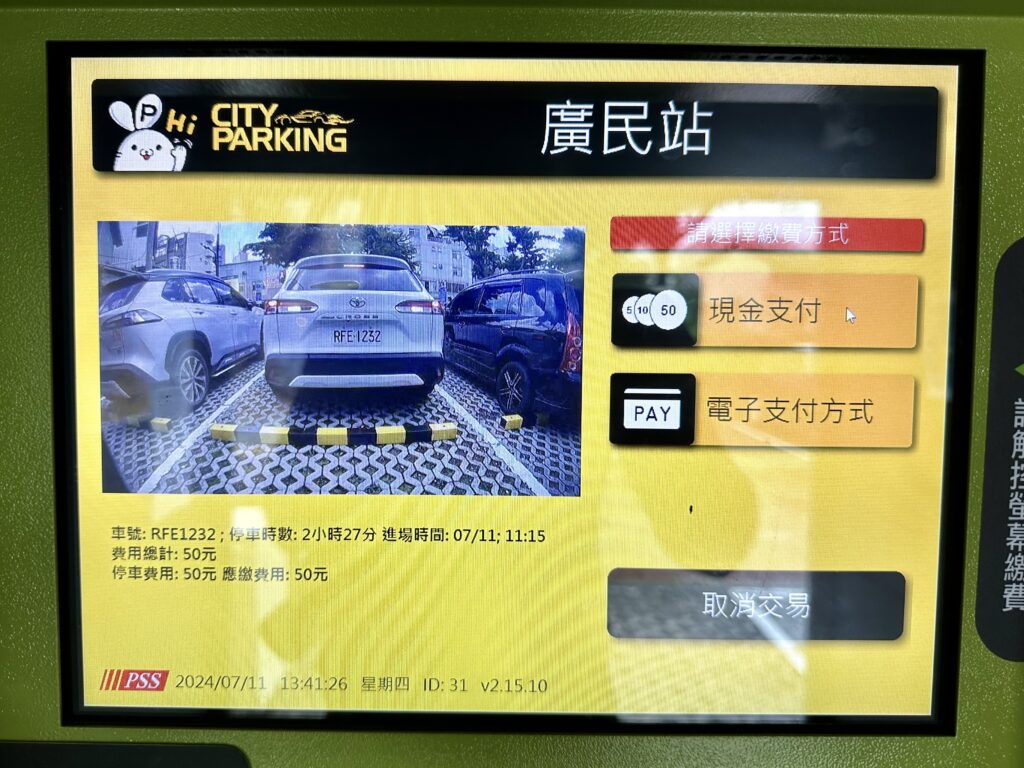 P Hi
CITY
PARKING
廣民站
請選擇繳費方式
5 10 50
現金支付
PAY
電子支付方式
CROSS
RFE-1232
車號: RFE1232 ; 停車時數: 2小時27分 進場時間: 07/11; 11:15
費用總計: 50元
停車費用: 50元 應繳費用: 50元
取消交易
PSS 2024/07/11 13:41:26 星期四 ID: 31 v2.15.10
請觸控螢幕繳費